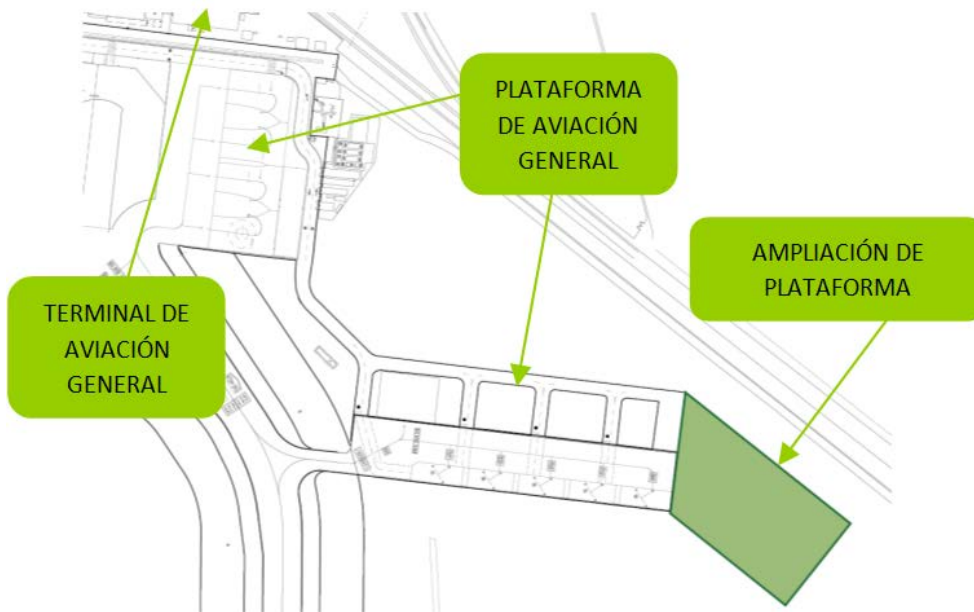 PLATAFORMA
DE AVIACIÓN
GENERAL
AMPLIACIÓN DE
PLATAFORMA
TERMINAL DE
AVIACIÓN
GENERAL